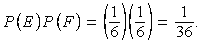 P(E)P(F) = (1/6)(1/6) = 1/36.